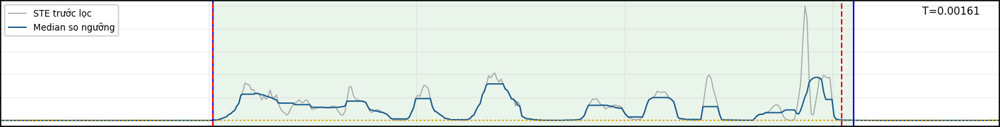 STE trước lọc
Median so ngưỡng
T=0.00161